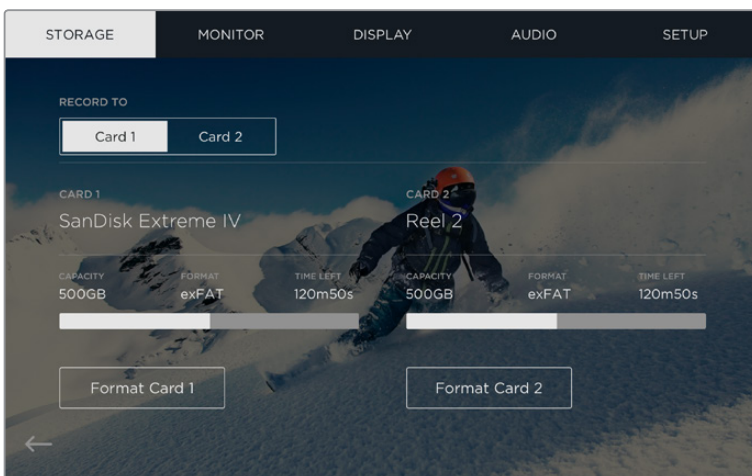 STORAGE MONITOR DISPLAY AUDIO SETUP
RECORD TO
Card 1 Card 2
CARD 1 CARD 2
SanDisk Extreme IV Reel 2
CAPACITY FORMAT TIME LEFT CAPACITY FORMAT TIME LEFT
500GB exFAT 120m50s 500GB exFAT 120m50s
Format Card 1 Format Card 2